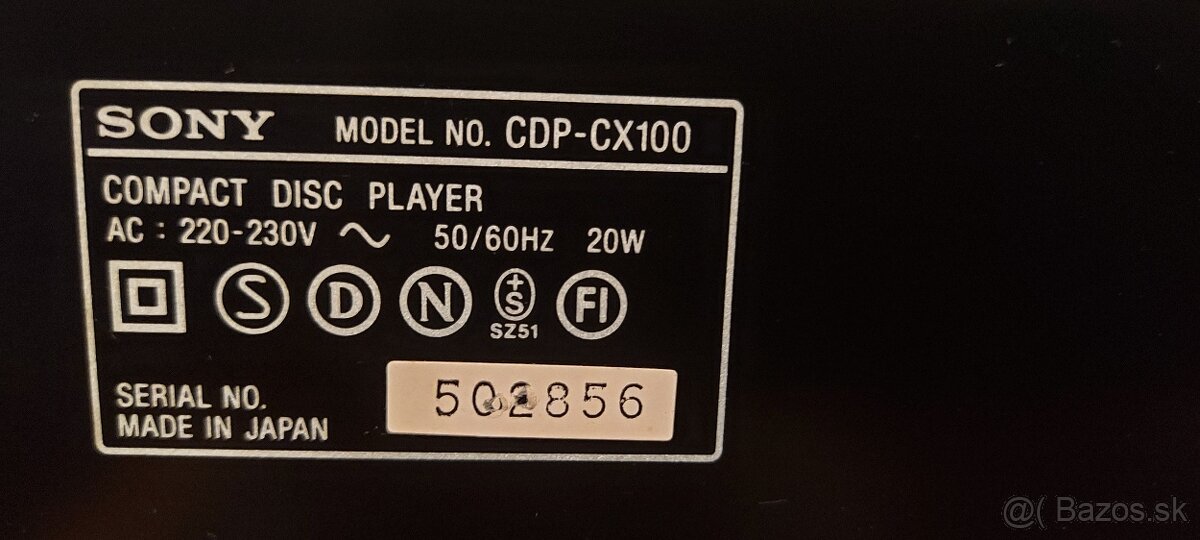 SONY MODEL NO. CDP-CX100
COMPACT DISC PLAYER
AC : 220-230V ~ 50/60Hz 20W
S D N +S FI
SZ51
SERIAL NO. 502856
MADE IN JAPAN
@( Bazos.sk